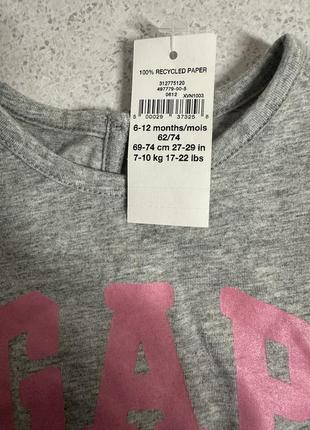 100% RECYCLED PAPER
312775120
497779-00-5
0612 XVN1003
5 00029 37325 8
6-12 months/mois
62/74
69-74 cm 27-29 in
7-10 kg 17-22 lbs
GAP